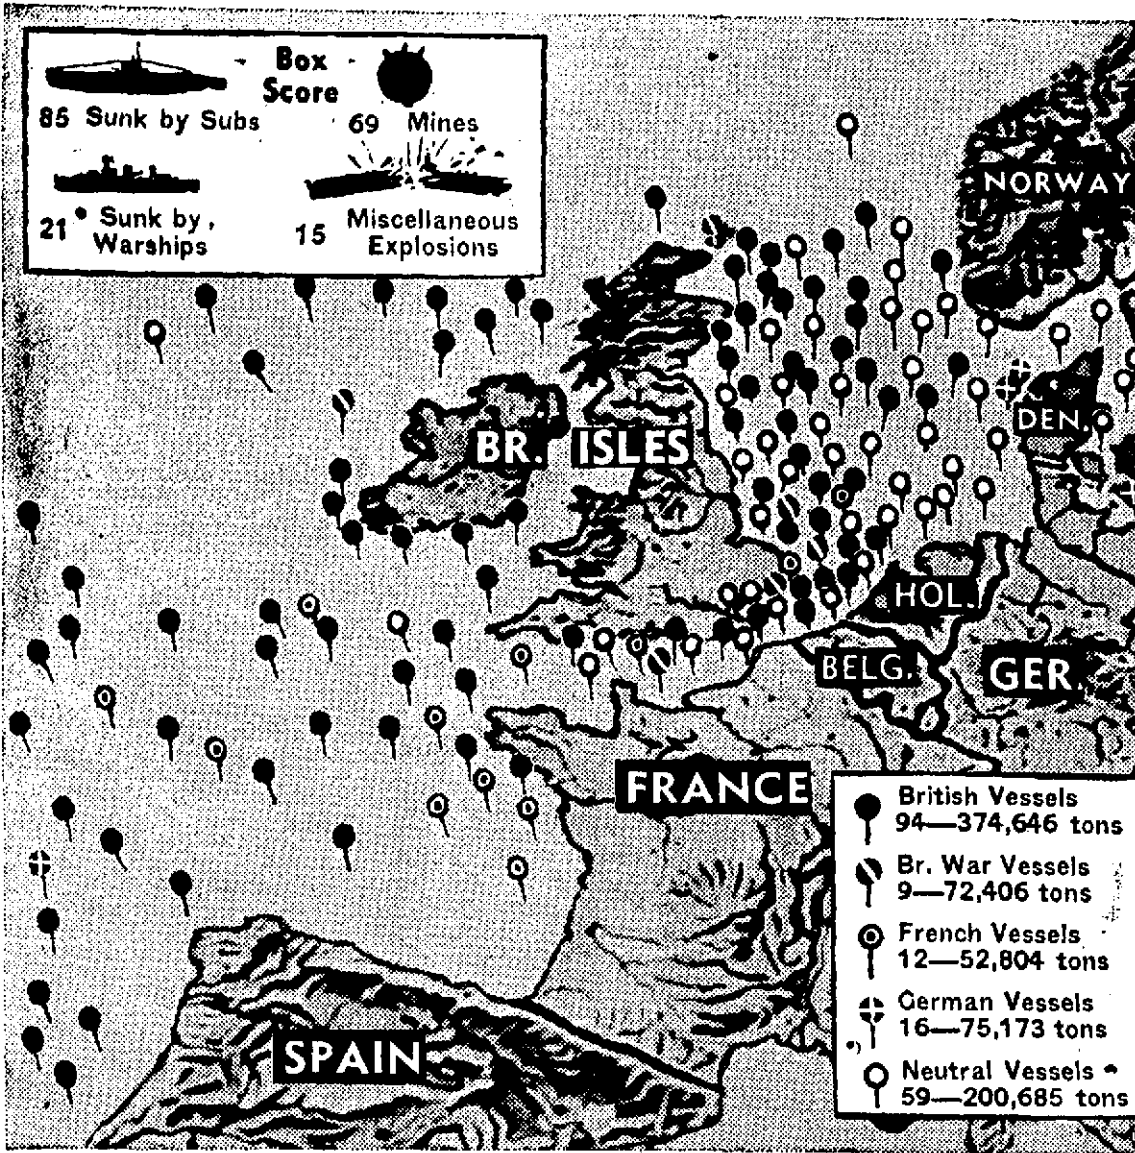 Box
Score
85 Sunk by Subs
69 Mines
21 Sunk by
Warships
15 Miscellaneous
Explosions
NORWAY
DEN.
BR. ISLES
HOL.
BELG.
GER.
FRANCE
SPAIN
British Vessels
94—374,646 tons
Br. War Vessels
9—72,406 tons
French Vessels
12—52,804 tons
German Vessels
16—75,173 tons
Neutral Vessels
59—200,685 tons